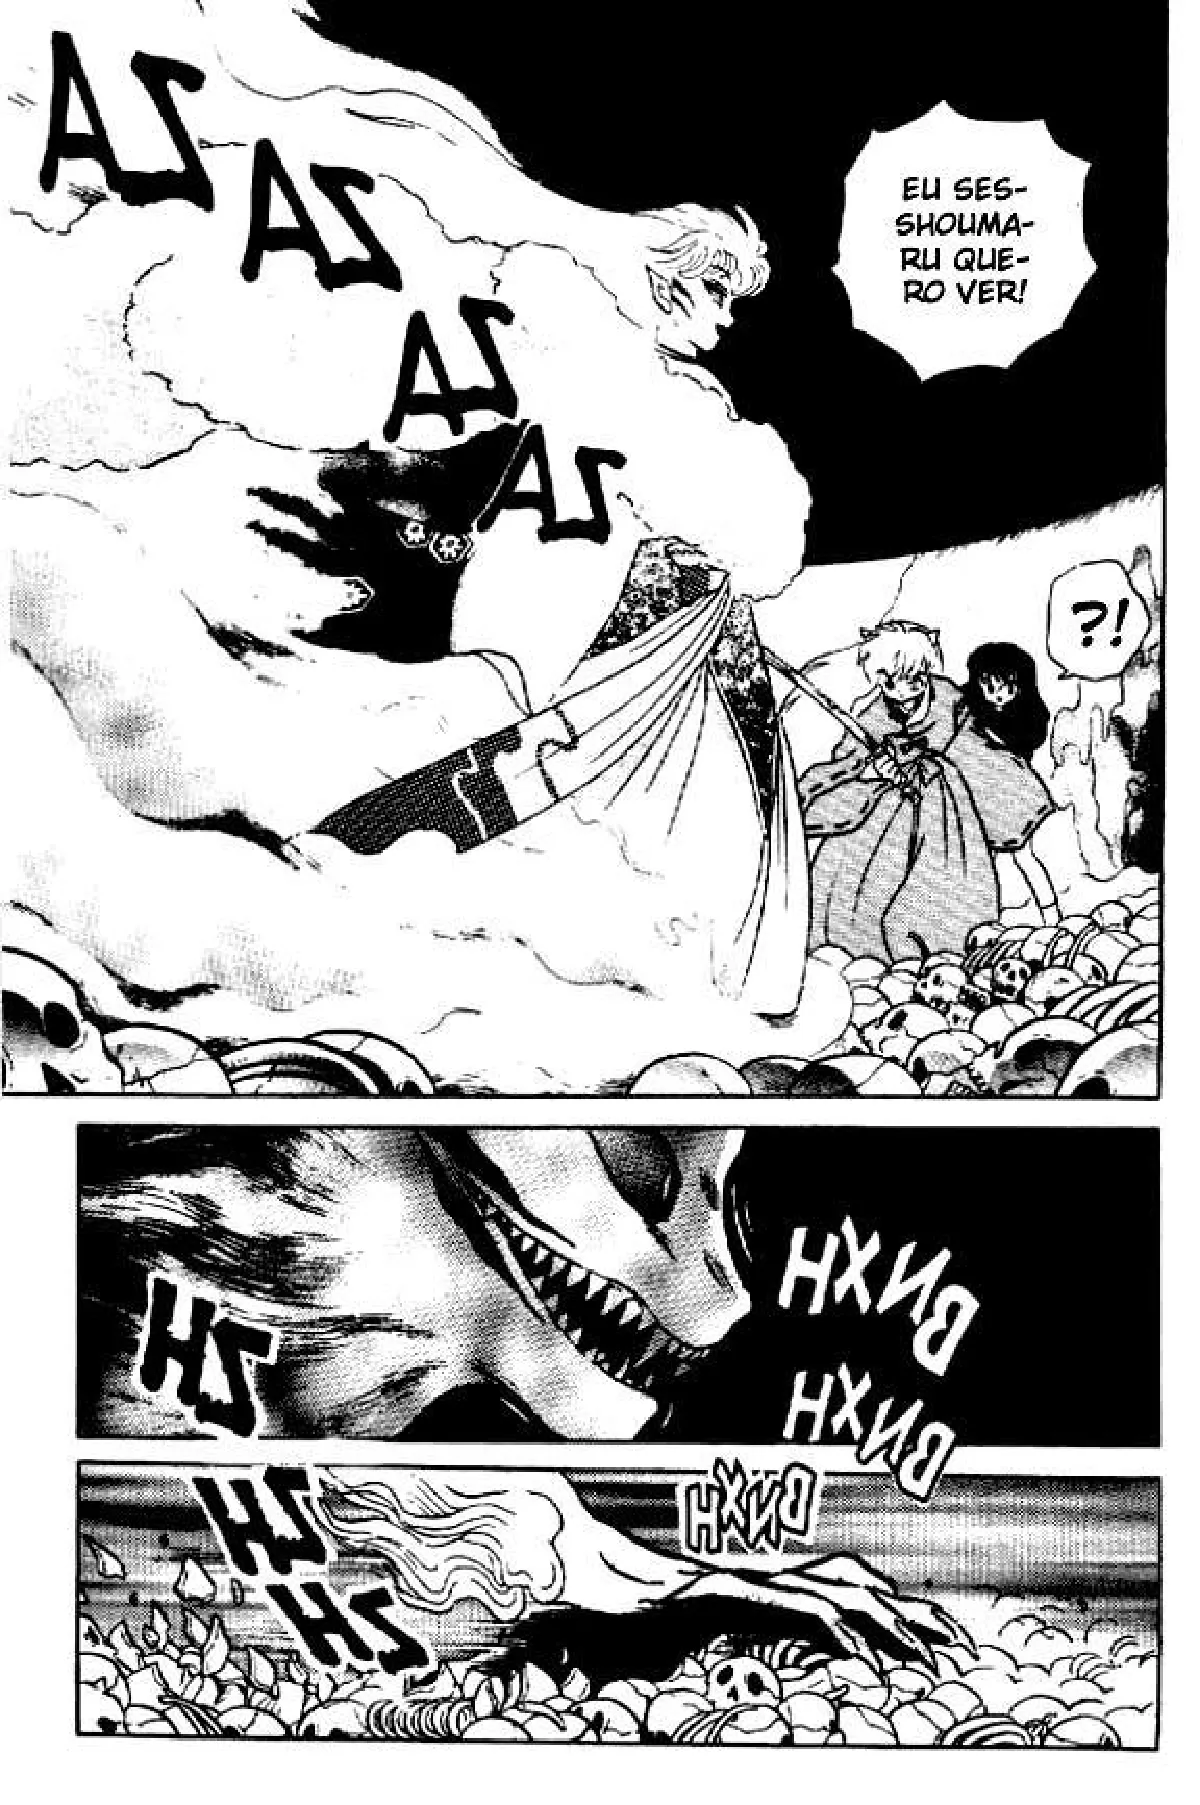 EU SES-
SHOUMA-
RU QUE-
RO VER!
?!
ZA
ZA
ZA
ZA
BNXH
BNXH
ZH
BNXH
ZH
ZH